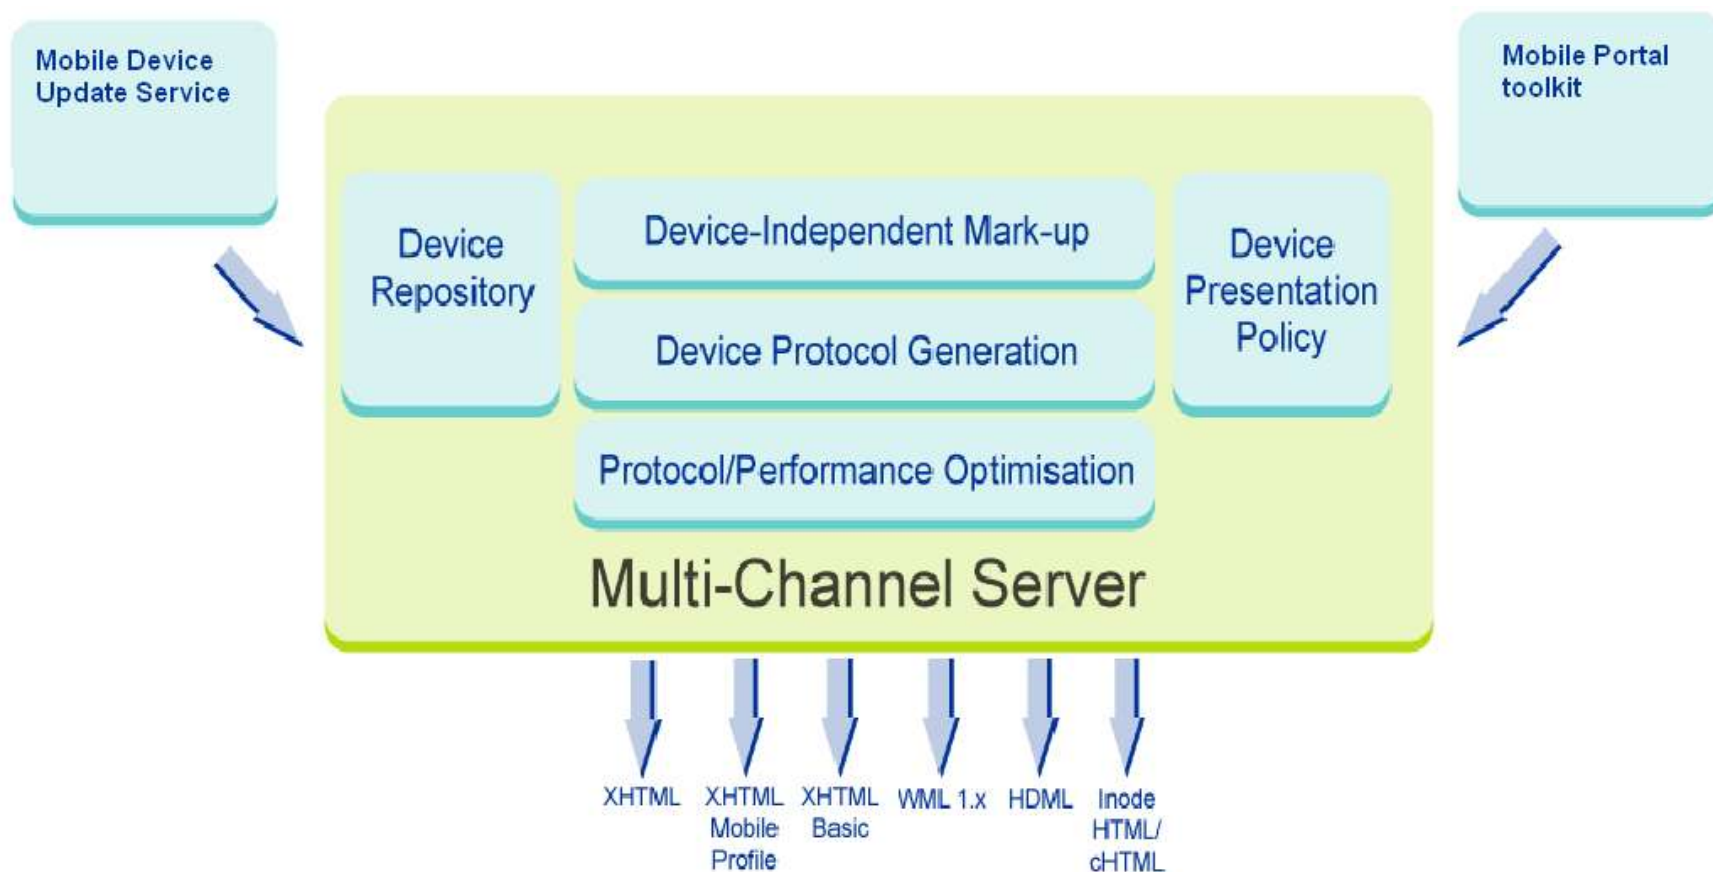 Mobile Device
Update Service
Mobile Portal
toolkit
Device
Repository
Device-Independent Mark-up
Device Protocol Generation
Protocol/Performance Optimisation
Device
Presentation
Policy
Multi-Channel Server
XHTML
XHTML
Mobile
Profile
XHTML
Basic
WML 1.x
HDML
Inode
HTML/
cHTML